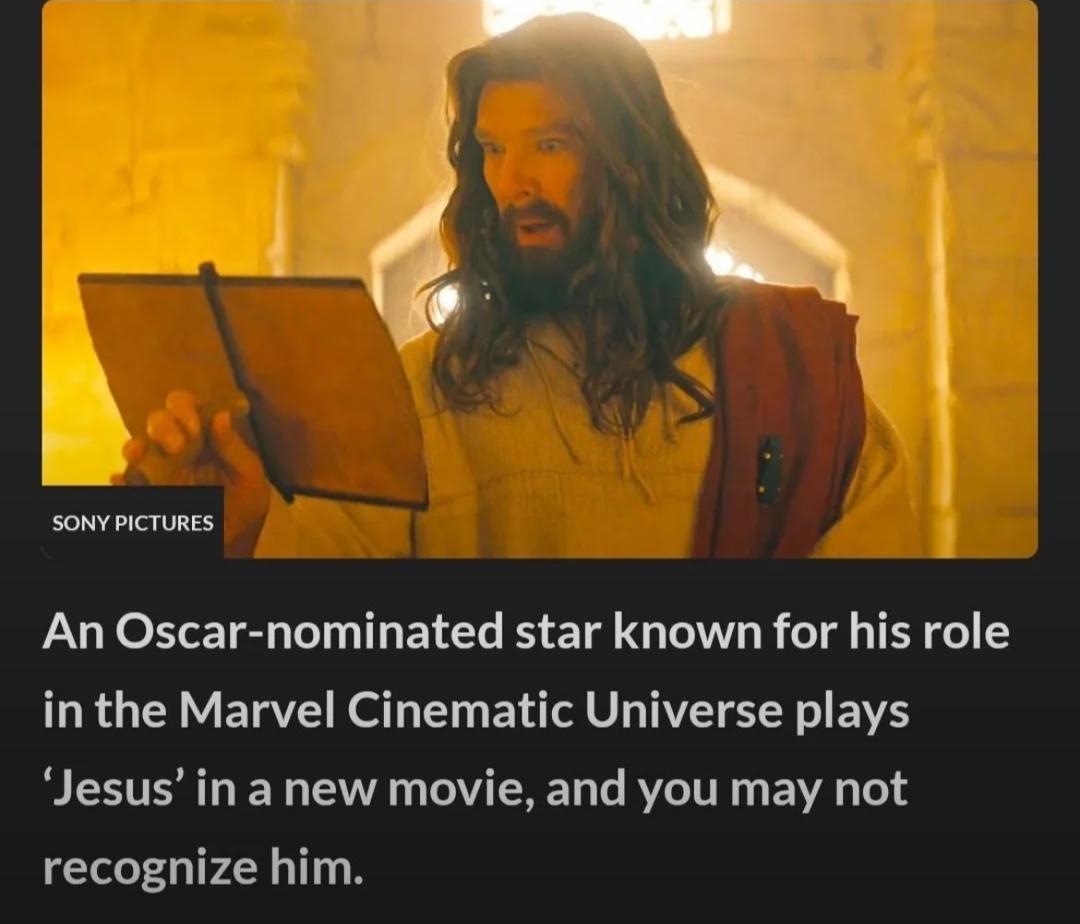 SONY PICTURES
An Oscar-nominated star known for his role
in the Marvel Cinematic Universe plays
‘Jesus’ in a new movie, and you may not
recognize him.